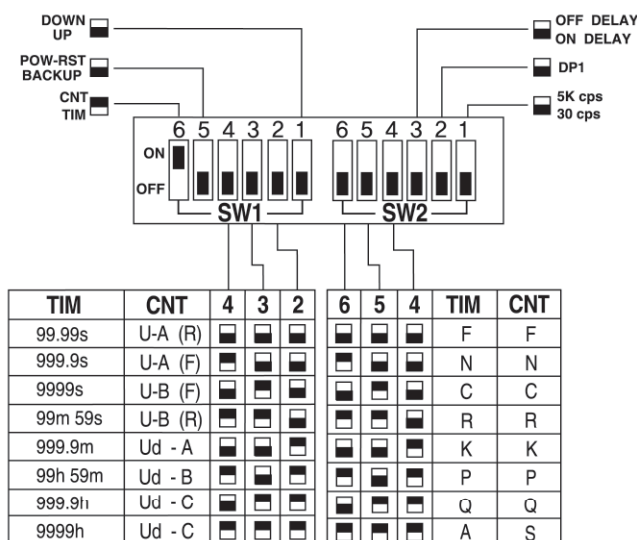 DOWN
UP
POW-RST
BACKUP
CNT
TIM
OFF DELAY
ON DELAY
DP1
5K cps
30 cps
6 5 4 3 2 1 6 5 4 3 2 1
ON
OFF
SW1 SW2
TIM CNT 4 3 2 6 5 4 TIM CNT
99.99s U-A (R) F F
999.9s U-A (F) N N
9999s U-B (F) C C
99m 59s U-B (R) R R
999.9m Ud - A K K
99h 59m Ud - B P P
999.9h Ud - C Q Q
9999h Ud - C A S